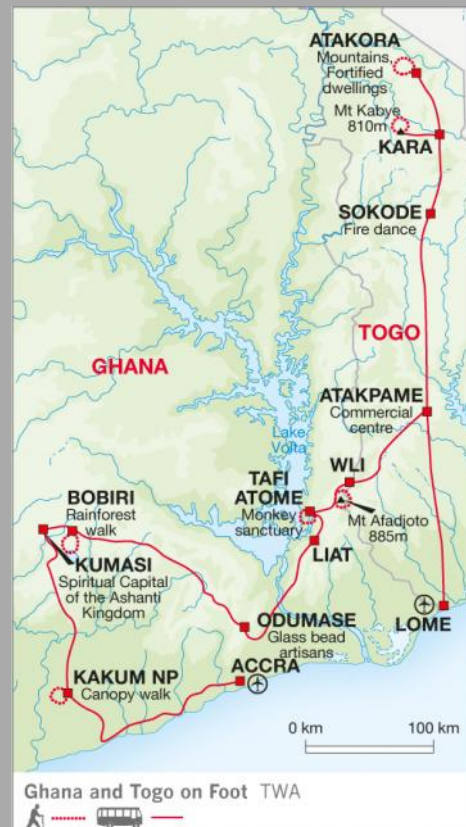 ATAKORA
Mountains,
Fortified
dwellings
Mt Kabye
810m
KARA
SOKODE
Fire dance
TOGO
GHANA
ATAKPAME
Commercial
centre
Lake
Volta
WLI
TAFI
ATOME
Monkey
sanctuary
Mt Afadjoto
885m
BOBIRI
Rainforest
walk
LIAT
KUMASI
Spiritual Capital
of the Ashanti
Kingdom
LOME
ODUMASE
Glass bead
artisans
KAKUM NP
Canopy walk
ACCRA
0 km 100 km
Ghana and Togo on Foot TWA